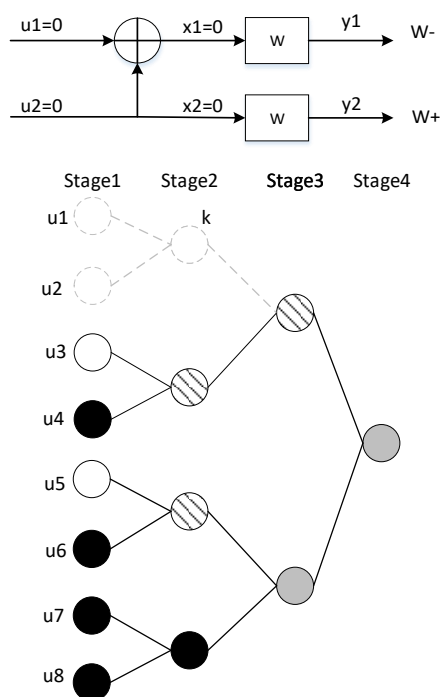 u1=0 x1=0 w y1 W-
u2=0 x2=0 w y2 W+
Stage1 Stage2 Stage3 Stage4
u1
k
u2
u3
u4
u5
u6
u7
u8